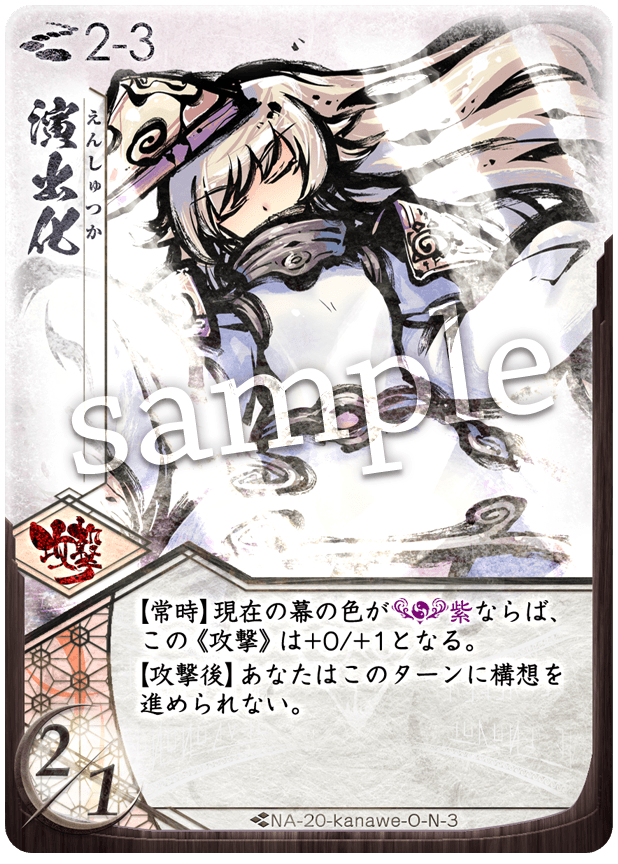 2-3
演出化
えんしゅつか
sample
攻撃
【常時】現在の幕の色が紫ならば、
この《攻撃》は+0/+1となる。
【攻撃後】あなたはこのターンに構想を
進められない。
2/1
NA-20-kanawe-O-N-3